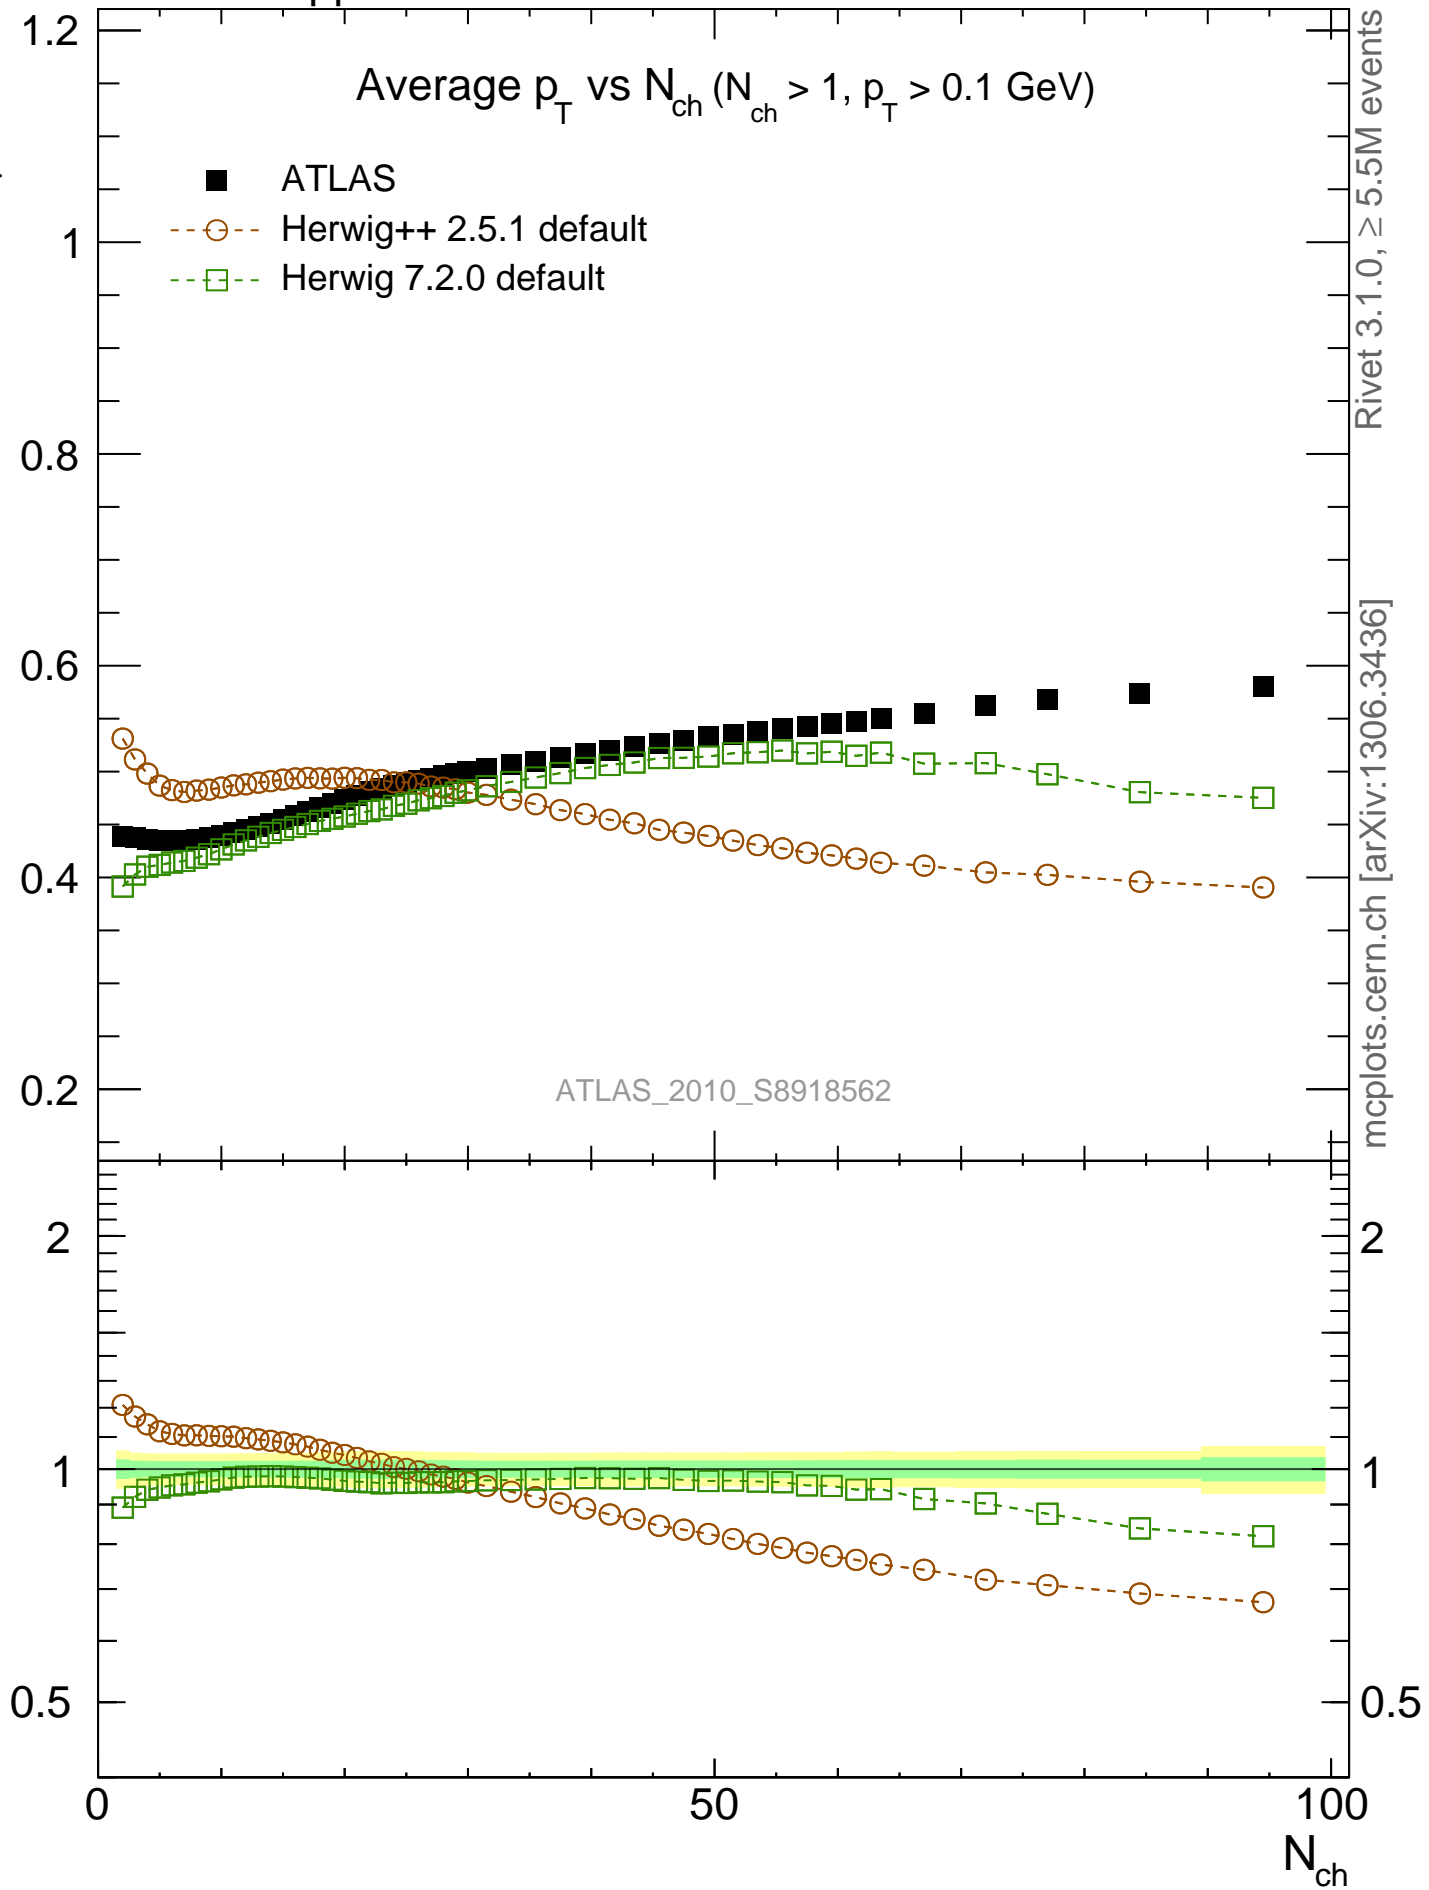 Average p_T vs N_ch (N_ch > 1, p_T > 0.1 GeV)
ATLAS
Herwig++ 2.5.1 default
Herwig 7.2.0 default
1.2
1
0.8
0.6
0.4
0.2
ATLAS_2010_S8918562
Rivet 3.1.0, ≥ 5.5M events
mcplots.cern.ch [arXiv:1306.3436]
2
1
0.5
2
1
0.5
0
50
100
N_ch